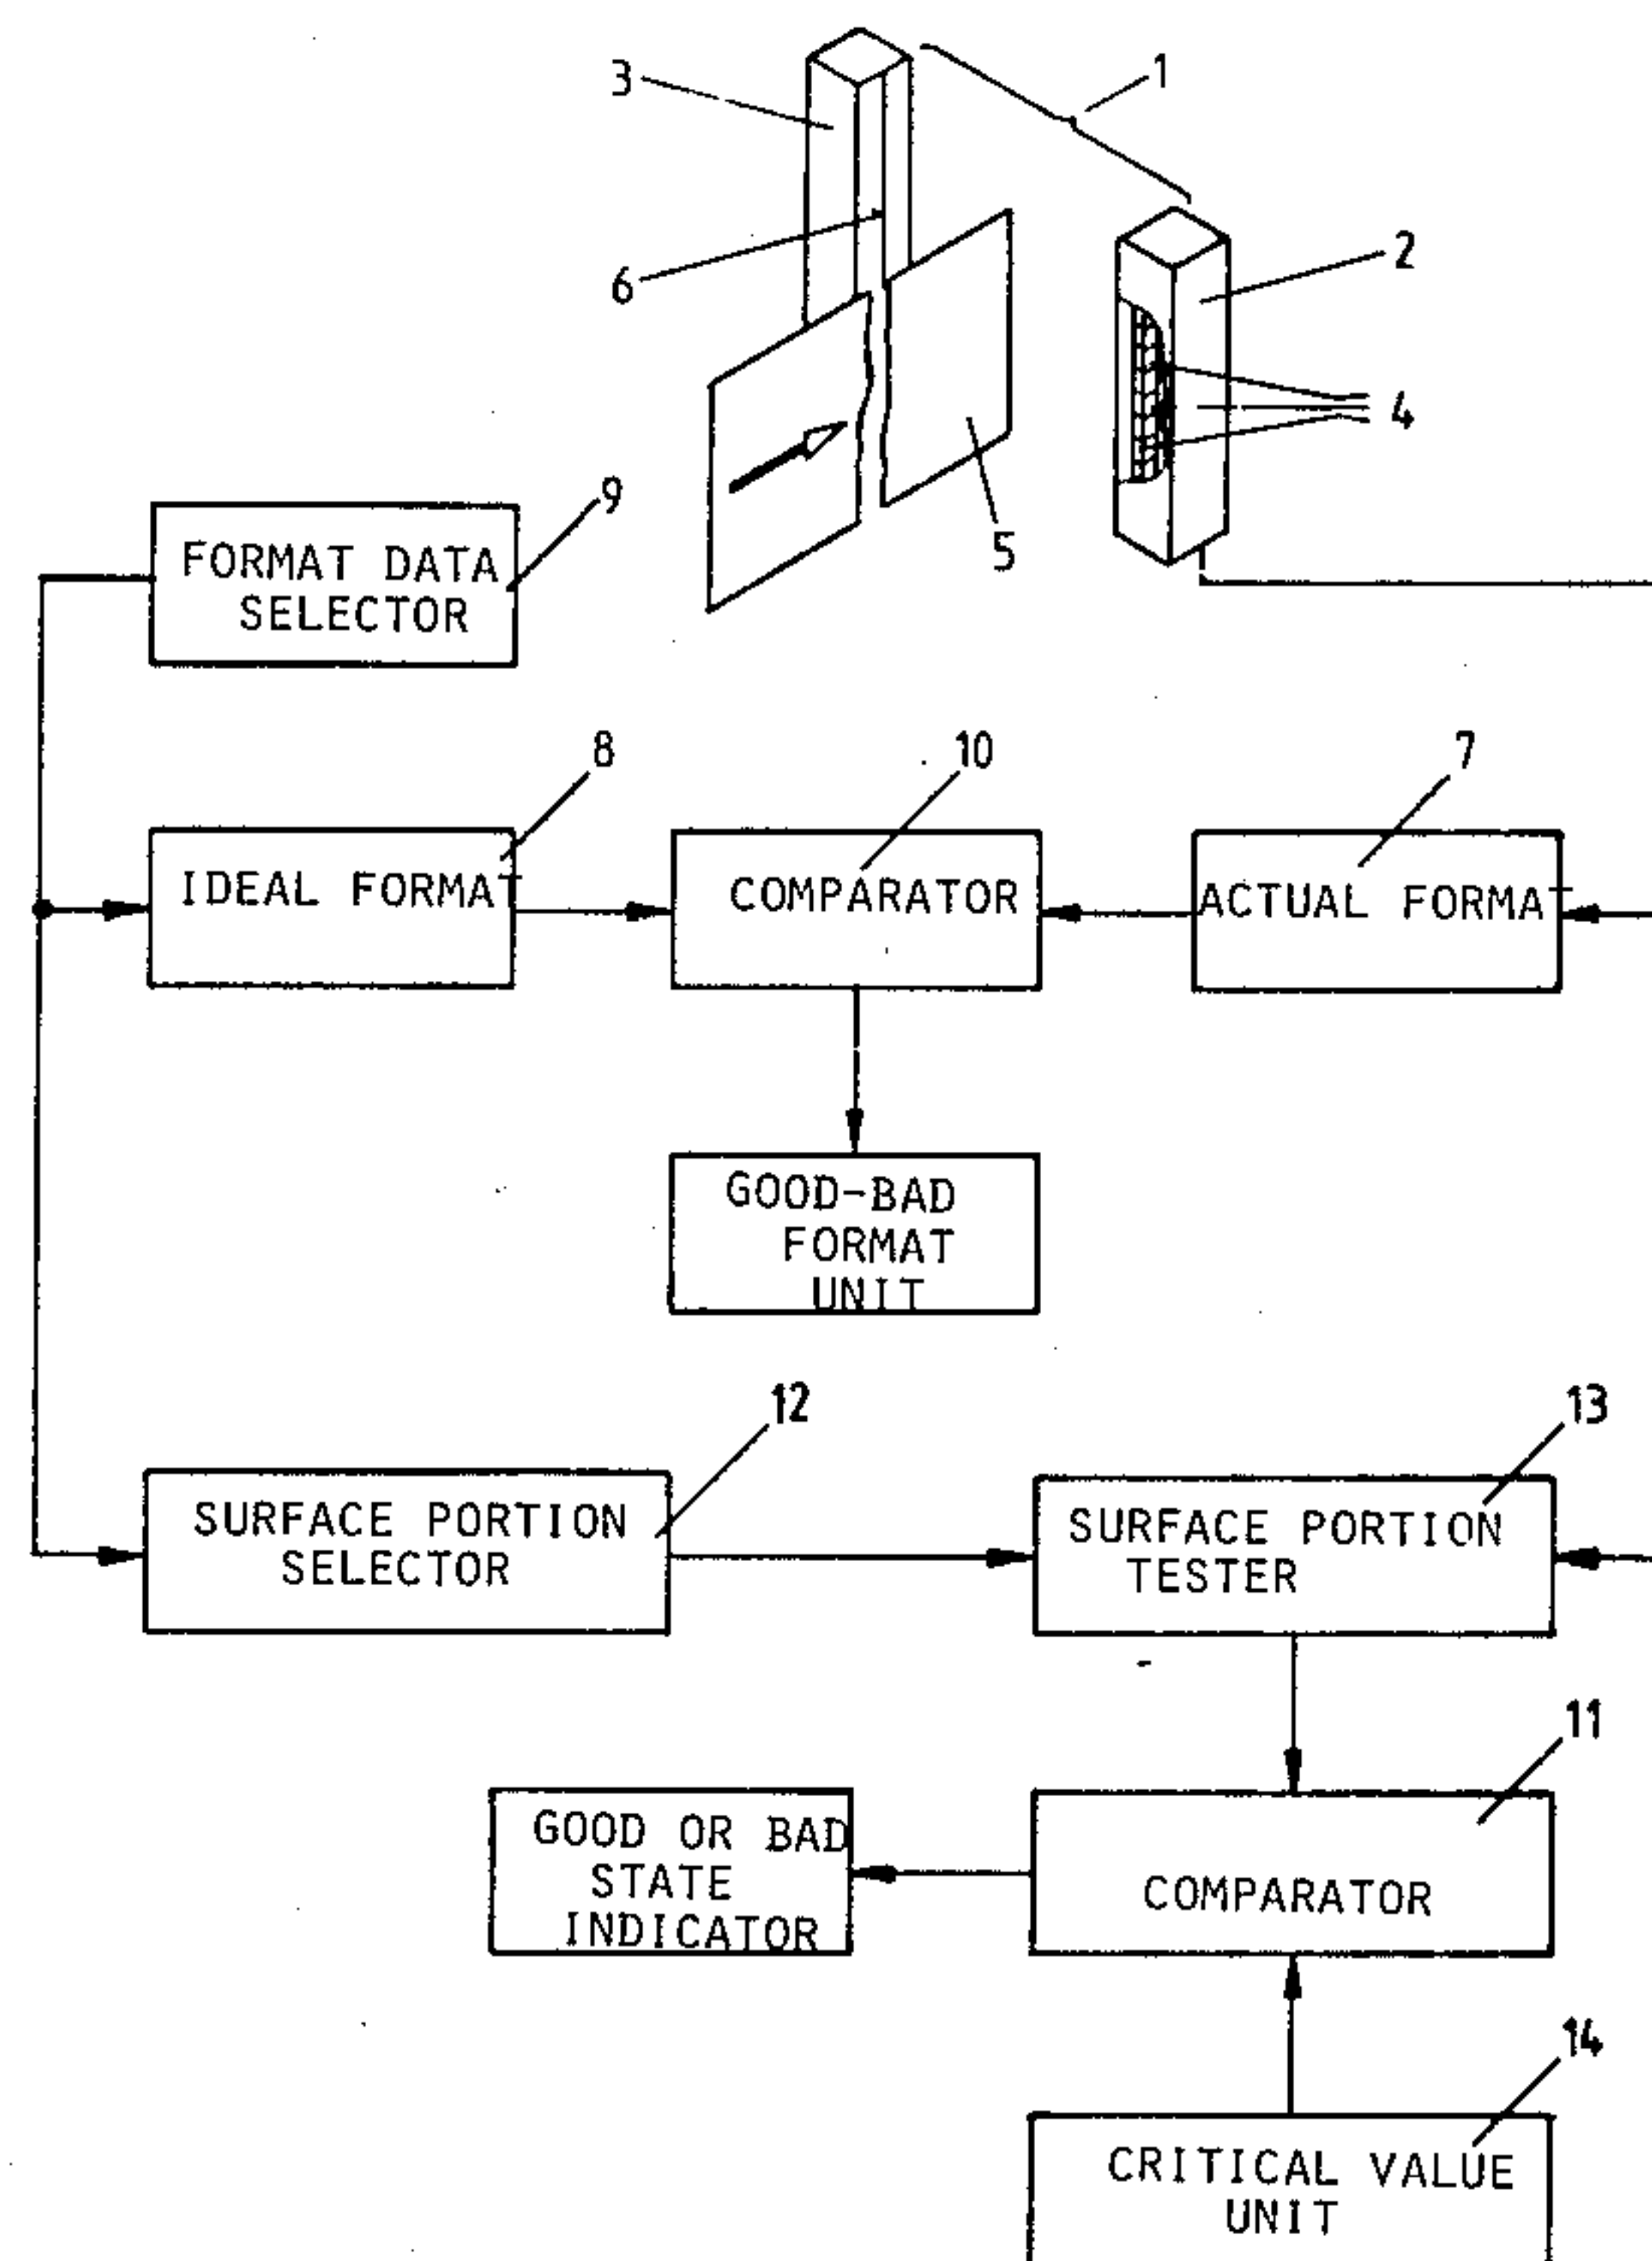 1
3
2
6
4
9
5
FORMAT DATA
SELECTOR
8
10
7
IDEAL FORMAT
COMPARATOR
ACTUAL FORMAT
GOOD-BAD
FORMAT
UNIT
12
13
SURFACE PORTION
SELECTOR
SURFACE PORTION
TESTER
11
GOOD OR BAD
STATE
INDICATOR
COMPARATOR
14
CRITICAL VALUE
UNIT